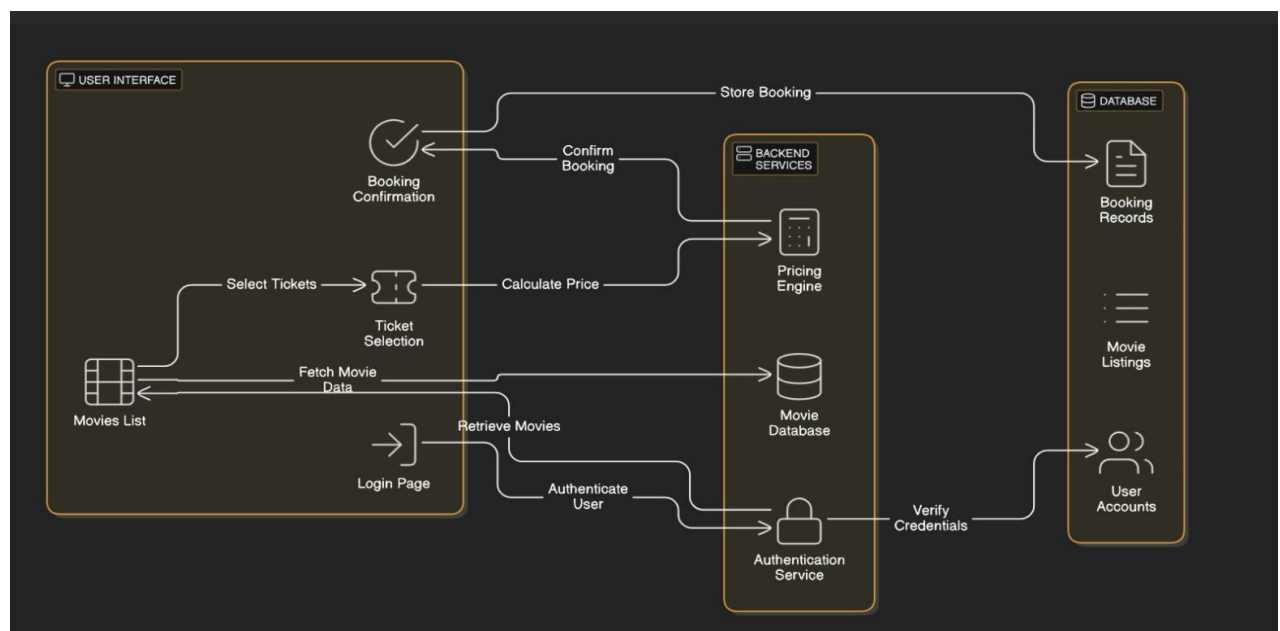 USER INTERFACE
Store Booking
DATABASE
Confirm
Booking
BACKEND
SERVICES
Booking
Confirmation
Booking
Records
Select Tickets
Calculate Price
Pricing
Engine
Ticket
Selection
Movie
Listings
Fetch Movie
Data
Movies List
Retrieve Movies
Movie
Database
Login Page
Authenticate
User
Verify
Credentials
User
Accounts
Authentication
Service